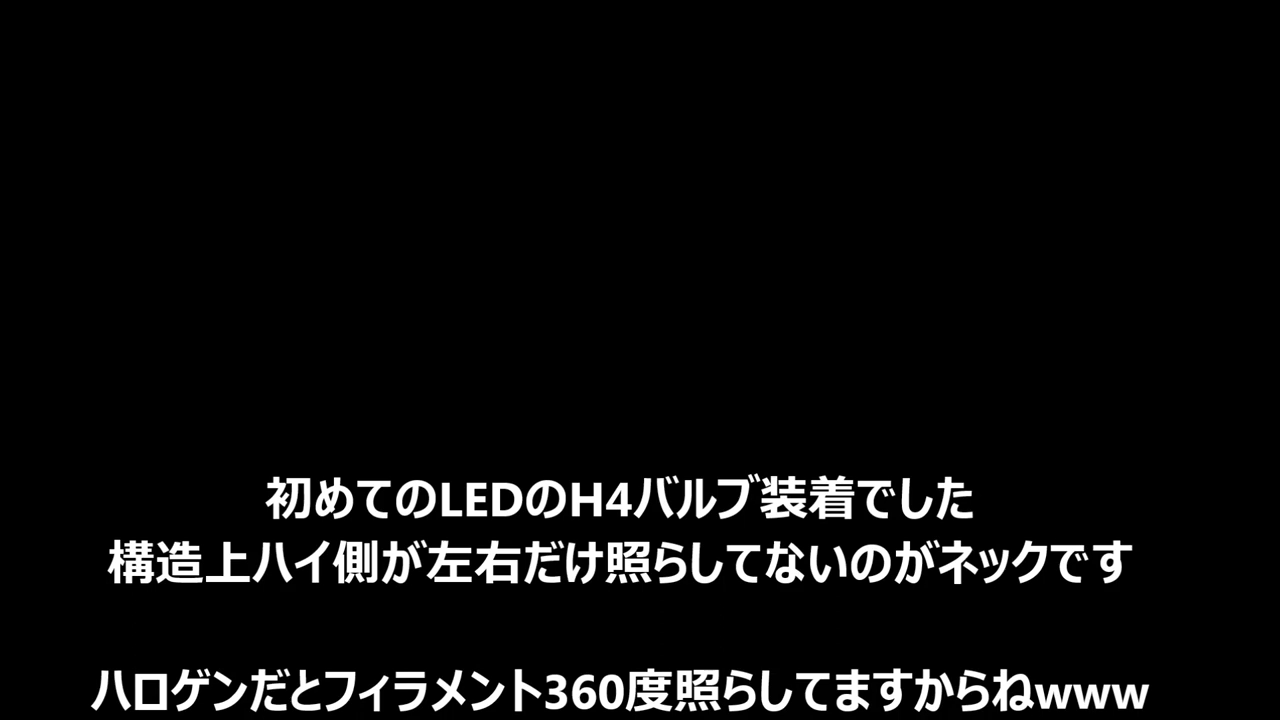 初めてのLEDのH4バルブ装着でした
構造上ハイ側が左右だけ照らしてないのがネックです
ハロゲンだとフィラメント360度照らしてますからねwww